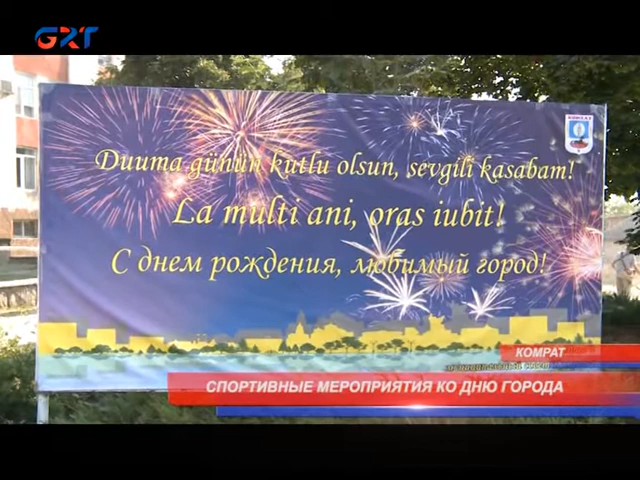 GRT
КОМРАТ
Duuma günün kutlu olsun, sevgili kasabam!
La multi ani, oras iubit!
С днем рождения, любимый город!
КОМРАТ
СПОРТИВНЫЕ МЕРОПРИЯТИЯ КО ДНЮ ГОРОДА